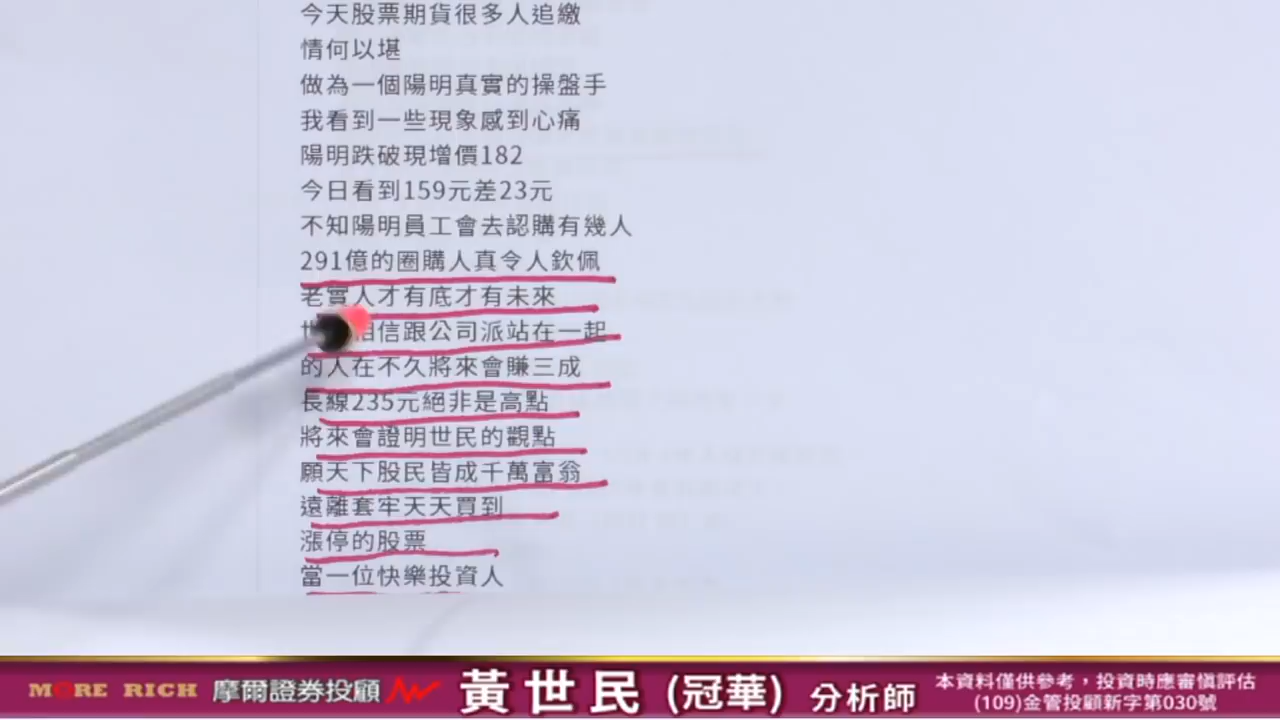 今天股票期貨很多人追繳
情何以堪
做為一個陽明真實的操盤手
我看到一些現象感到心痛
陽明跌破現增價182
今日看到159元差23元
不知陽明員工會去認購有幾人
291億的圈購人真令人欽佩
老實人才有底才有未來
相信跟公司派站在一起
的人在不久將來會賺三成
長線235元絕非是高點
將來會證明世民的觀點
願天下股民皆成千萬富翁
遠離套牢天天買到
漲停的股票
當一位快樂投資人
MORE RICH 摩爾證券投顧 黃世民 (冠華) 分析師
本資料僅供參考，投資時應審慎評估
(109)金管投顧新字第030號